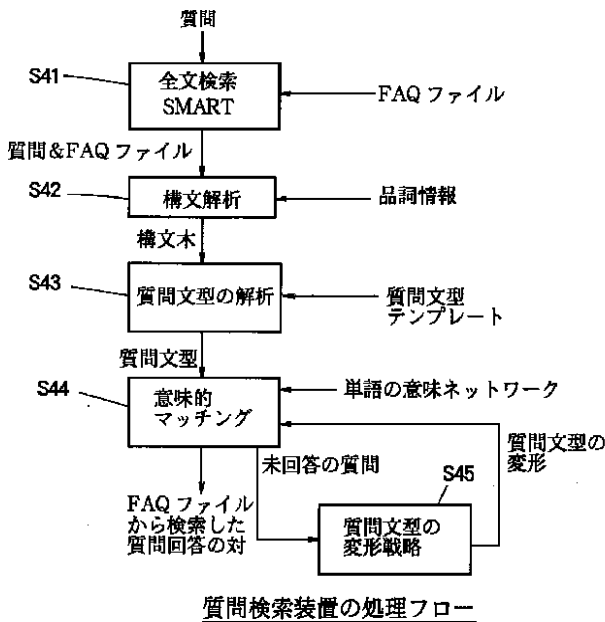 質問
S41
全文検索
SMART
FAQ ファイル
質問&FAQ ファイル
S42
構文解析
品詞情報
構文木
S43
質問文型の解析
質問文型
テンプレート
質問文型
S44
意味的
マッチング
単語の意味ネットワーク
未回答の質問
質問文型の
変形
FAQ ファイル
から検索した
質問回答の対
S45
質問文型の
変形戦略
質問検索装置の処理フロー